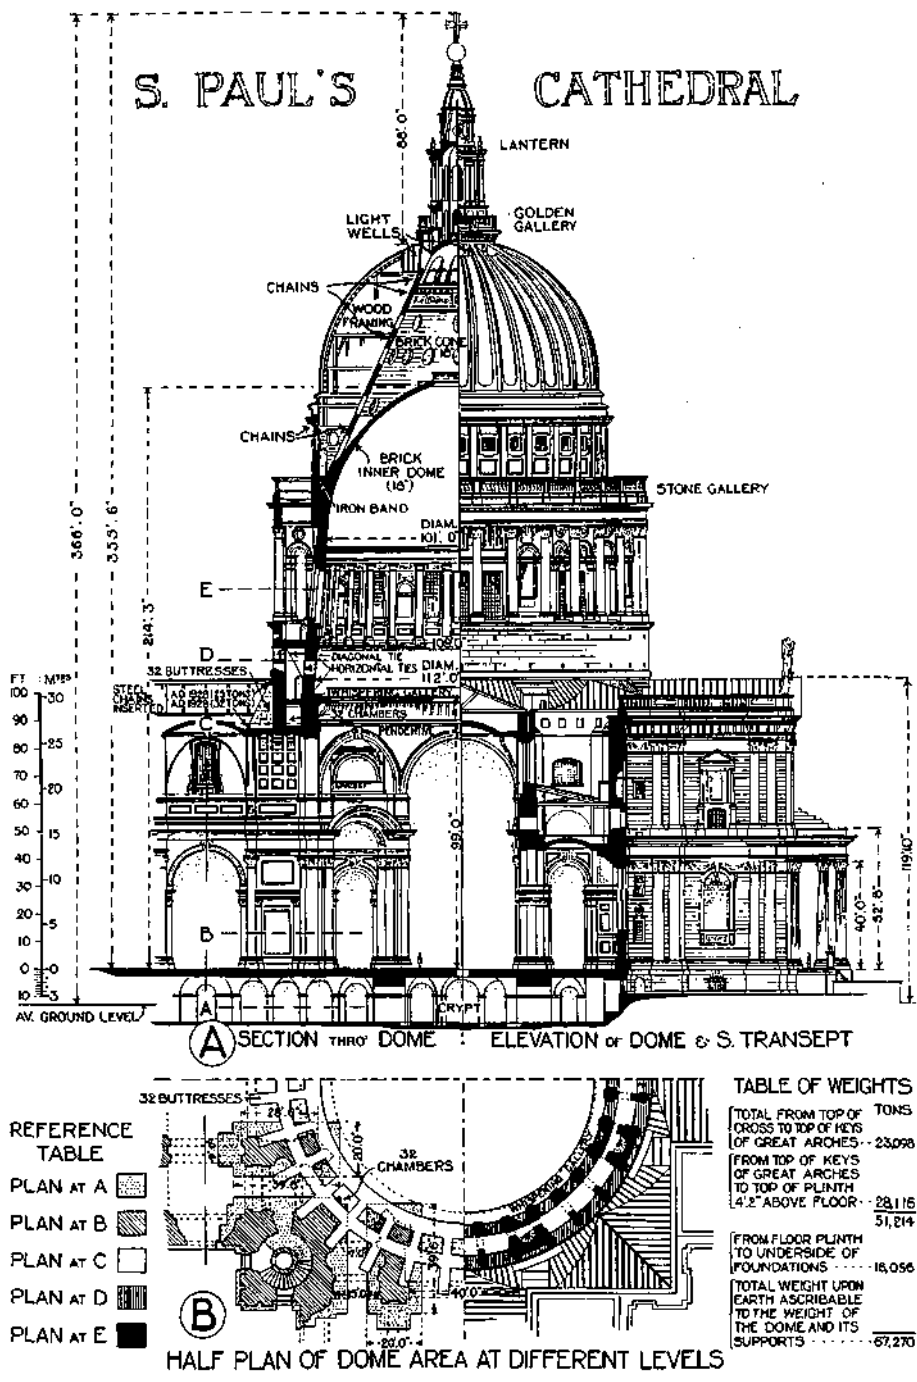 S. PAUL'S CATHEDRAL
88'.0"
LANTERN
GOLDEN
GALLERY
LIGHT
WELLS
CHAINS
WOOD
FRAMING
BRICK CONE
(18")
CHAINS
BRICK
INNER DOME
(18")
IRON BAND
STONE GALLERY
DIAM.
101'.0"
366'.0"
353'.6"
214'.3"
E
D
DIAGONAL TIE
HORIZONTAL TIES
DIAM.
112'.0"
32 BUTTRESSES
STEEL
CHAINS
INSERTED
WHISPERING GALLERY
32 CHAMBERS
C
FT
METRES
100
90
80
70
60
50
40
30
20
10
0
10
30
25
20
15
10
5
0
3
99'.0"
B
40'.0"
52'.8"
119'.10"
A
CRYPT
AV. GROUND LEVEL
A SECTION THRO' DOME : ELEVATION OF DOME & S. TRANSEPT
32 BUTTRESSES
28'.0"
20'.0"
32
CHAMBERS
WHISPERING GALLERY
40'.0"
20'.0"
REFERENCE
TABLE
PLAN AT A
PLAN AT B
PLAN AT C
PLAN AT D
PLAN AT E
B
HALF PLAN OF DOME AREA AT DIFFERENT LEVELS
TABLE OF WEIGHTS
TONS
TOTAL FROM TOP OF
CROSS TO TOP OF KEYS
OF GREAT ARCHES - - 23,098
FROM TOP OF KEYS
OF GREAT ARCHES
TO TOP OF PLINTH
4'.2" ABOVE FLOOR - - 28,116
51,214
FROM FLOOR PLINTH
TO UNDERSIDE OF
FOUNDATIONS - - - - - 16,056
TOTAL WEIGHT UPON
EARTH ASCRIBABLE
TO THE WEIGHT OF
THE DOME AND ITS
SUPPORTS - - - - - - 67,270